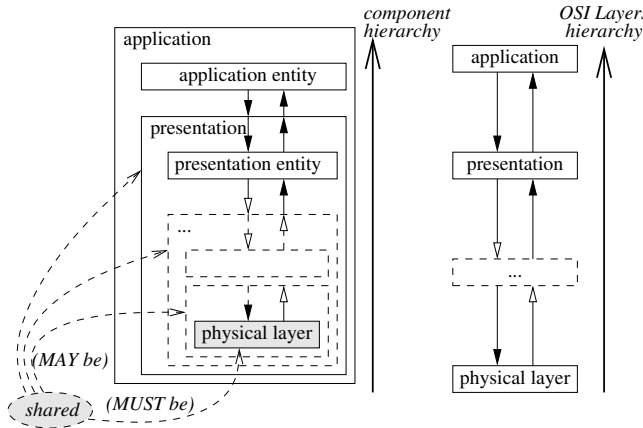 component
hierarchy
OSI Layer
hierarchy
application
application entity
application
presentation
presentation entity
presentation
...
...
physical layer
(MAY be)
shared
(MUST be)
physical layer